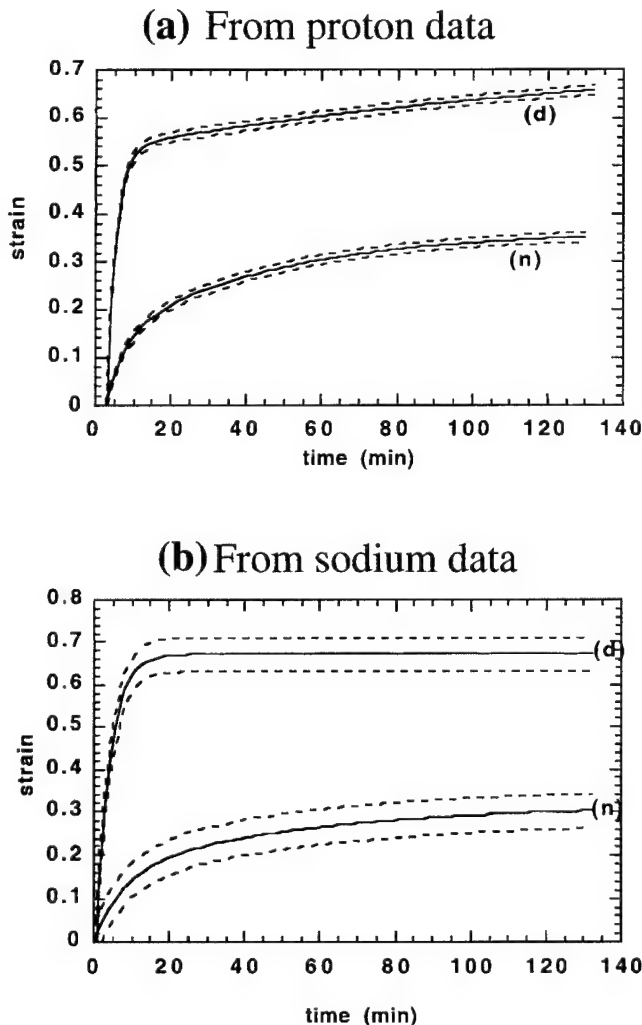 (a) From proton data
0.7
0.6
0.5
0.4
0.3
0.2
0.1
0
strain
(d)
(n)
0 20 40 60 80 100 120 140
time (min)
(b) From sodium data
0.8
0.7
0.6
0.5
0.4
0.3
0.2
0.1
0
strain
(d)
(n)
0 20 40 60 80 100 120 140
time (min)